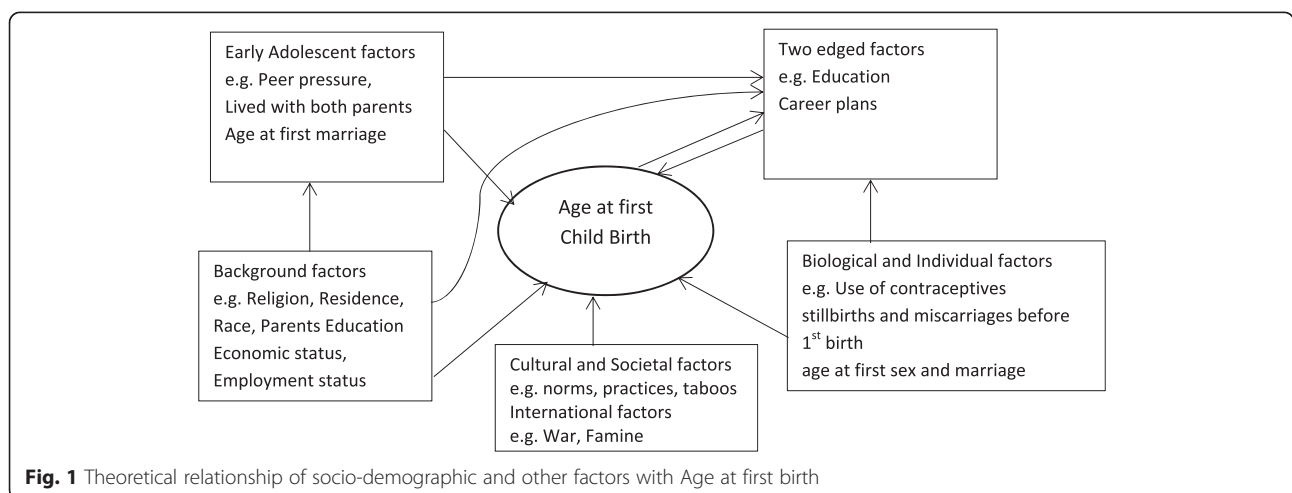 Early Adolescent factors
e.g. Peer pressure,
Lived with both parents
Age at first marriage
Two edged factors
e.g. Education
Career plans
Age at first
Child Birth
Background factors
e.g. Religion, Residence,
Race, Parents Education
Economic status,
Employment status
Biological and Individual factors
e.g. Use of contraceptives
stillbirths and miscarriages before
1st birth
age at first sex and marriage
Cultural and Societal factors
e.g. norms, practices, taboos
International factors
e.g. War, Famine
Fig. 1 Theoretical relationship of socio-demographic and other factors with Age at first birth